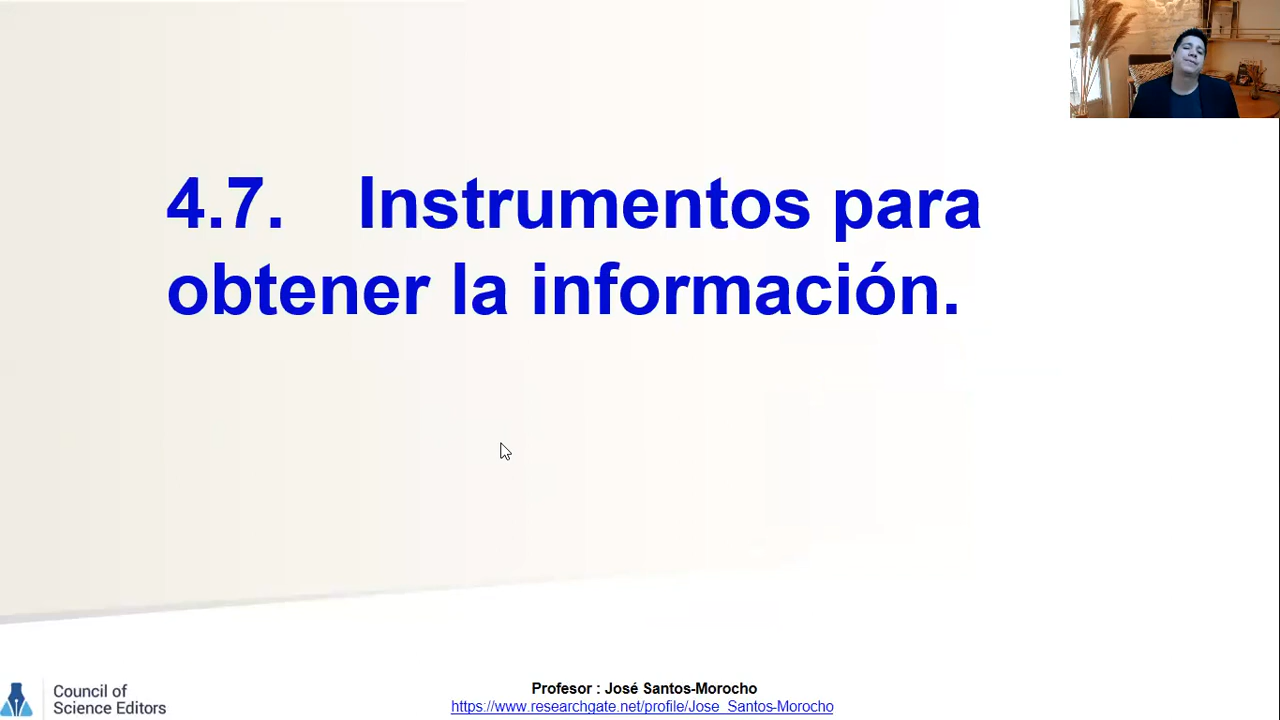 4.7. Instrumentos para
obtener la información.
Council of
Science Editors
Profesor : José Santos-Morocho
https://www.researchgate.net/profile/Jose_Santos-Morocho